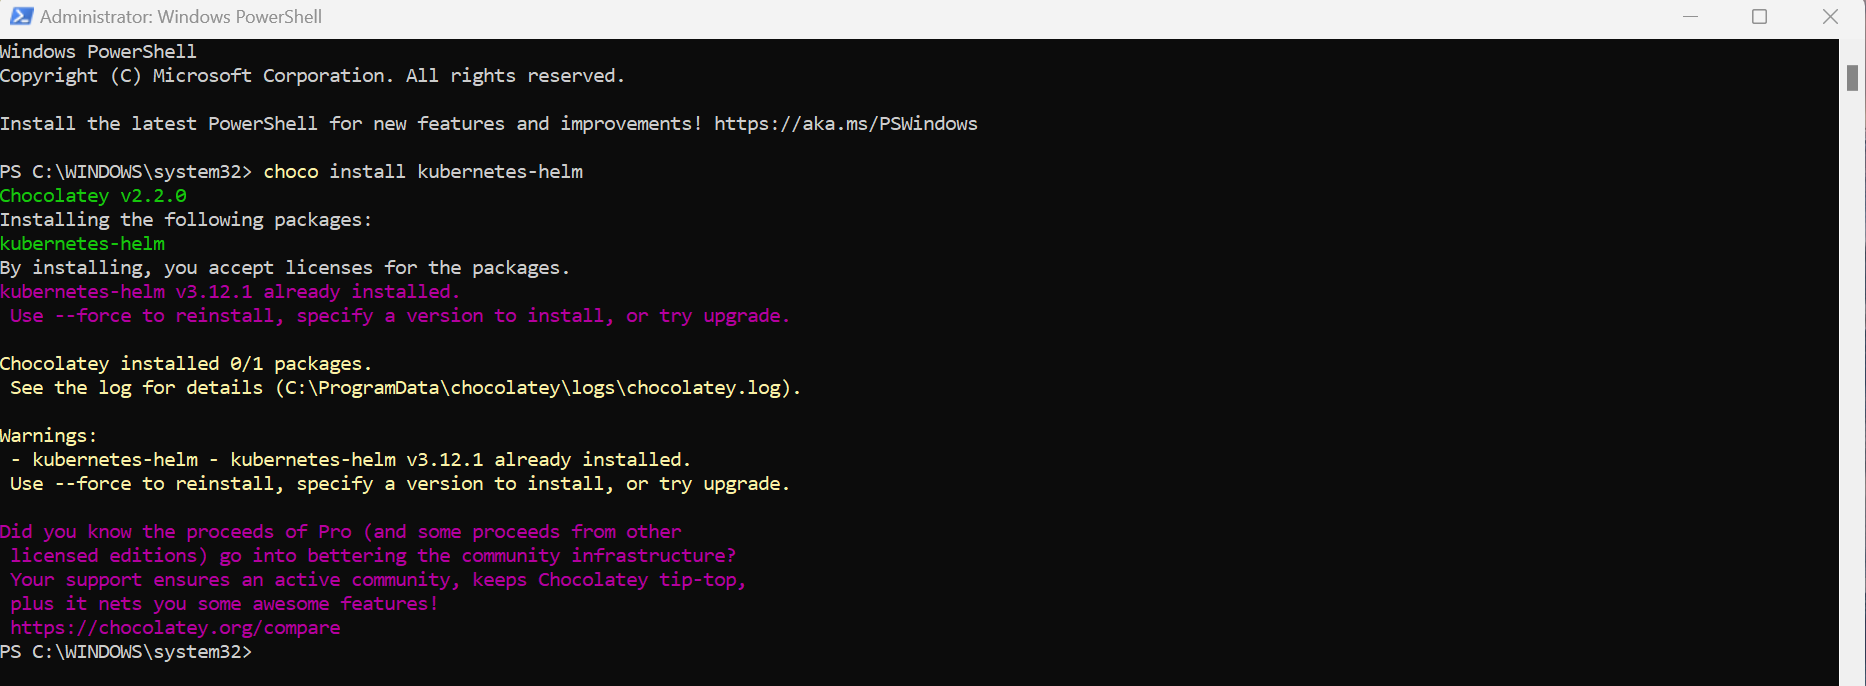 Administrator: Windows PowerShell
Windows PowerShell
Copyright (C) Microsoft Corporation. All rights reserved.
Install the latest PowerShell for new features and improvements! https://aka.ms/PSWindows
PS C:\WINDOWS\system32> choco install kubernetes-helm
Chocolatey v2.2.0
Installing the following packages:
kubernetes-helm
By installing, you accept licenses for the packages.
kubernetes-helm v3.12.1 already installed.
Use --force to reinstall, specify a version to install, or try upgrade.
Chocolatey installed 0/1 packages.
See the log for details (C:\ProgramData\chocolatey\logs\chocolatey.log).
Warnings:
- kubernetes-helm - kubernetes-helm v3.12.1 already installed.
Use --force to reinstall, specify a version to install, or try upgrade.
Did you know the proceeds of Pro (and some proceeds from other
licensed editions) go into bettering the community infrastructure?
Your support ensures an active community, keeps Chocolatey tip-top,
plus it nets you some awesome features!
https://chocolatey.org/compare
PS C:\WINDOWS\system32>